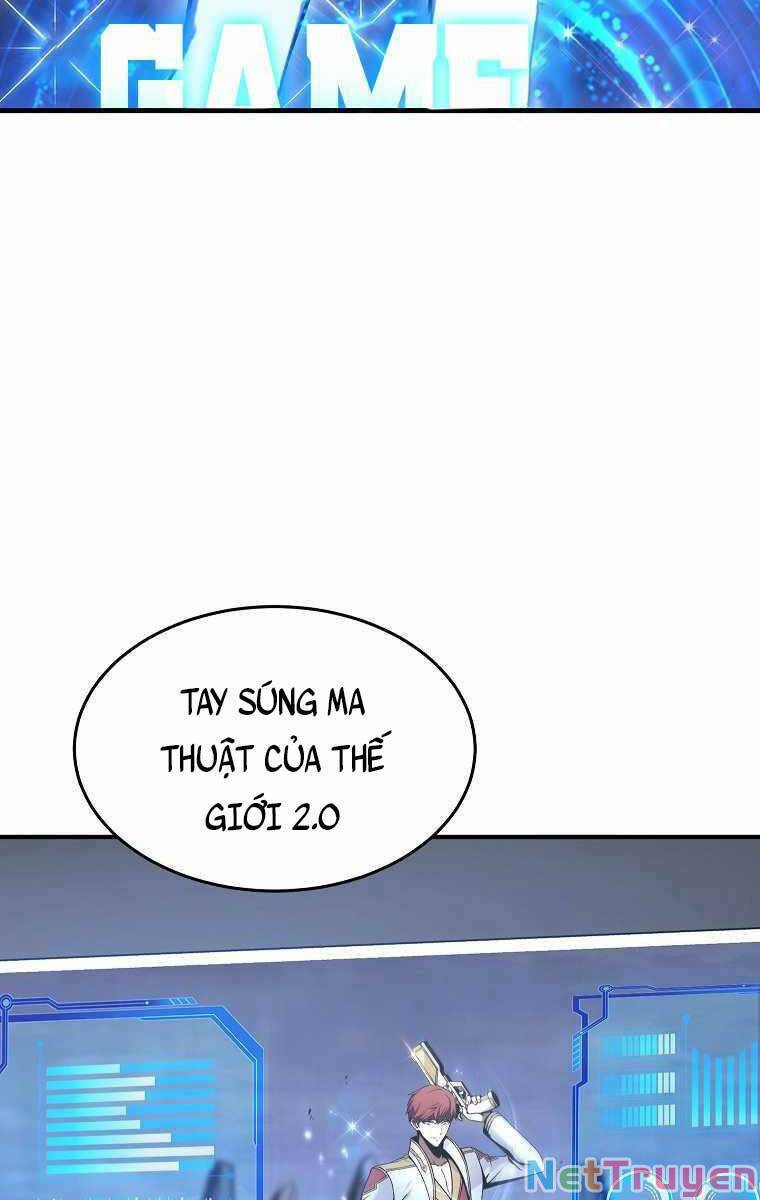 GAME
TAY SÚNG MA
THUẬT CỦA THẾ
GIỚI 2.0
NetTruyen